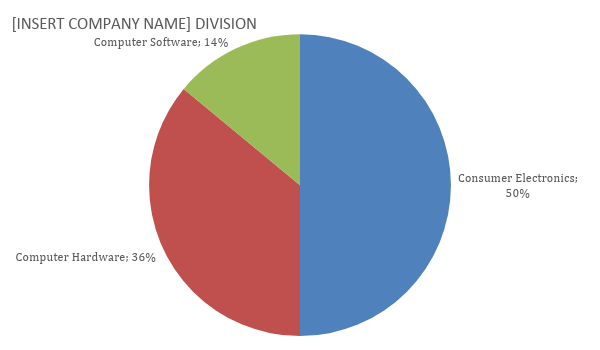 [INSERT COMPANY NAME] DIVISION
Computer Software; 14%
Consumer Electronics;
50%
Computer Hardware; 36%